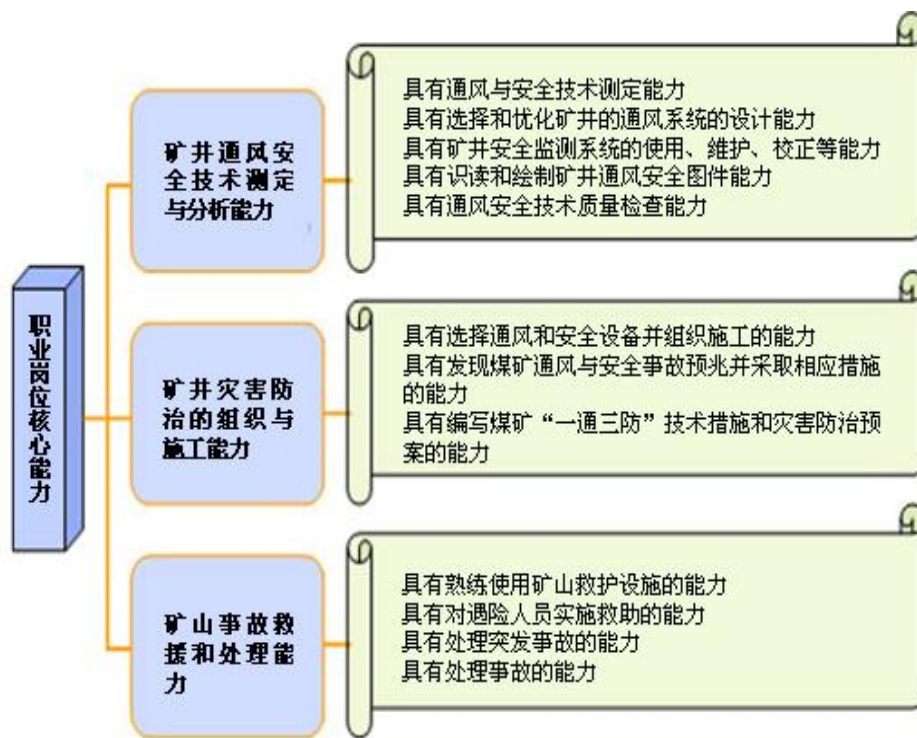 职业岗位核心能力
矿井通风安
全技术测定
与分析能力
具有通风与安全技术测定能力
具有选择和优化矿井的通风系统的设计能力
具有矿井安全监测系统的使用、维护、校正等能力
具有识读和绘制矿井通风安全图件能力
具有通风安全技术质量检查能力
矿井灾害防
治的组织与
施工能力
具有选择通风和安全设备并组织施工的能力
具有发现煤矿通风与安全事故预兆并采取相应措施
的能力
具有编写煤矿“一通三防”技术措施和灾害防治预
案的能力
矿山事故救
援和处理能
力
具有熟练使用矿山救护设施的能力
具有对遇险人员实施救助的能力
具有处理突发事故的能力
具有处理事故的能力